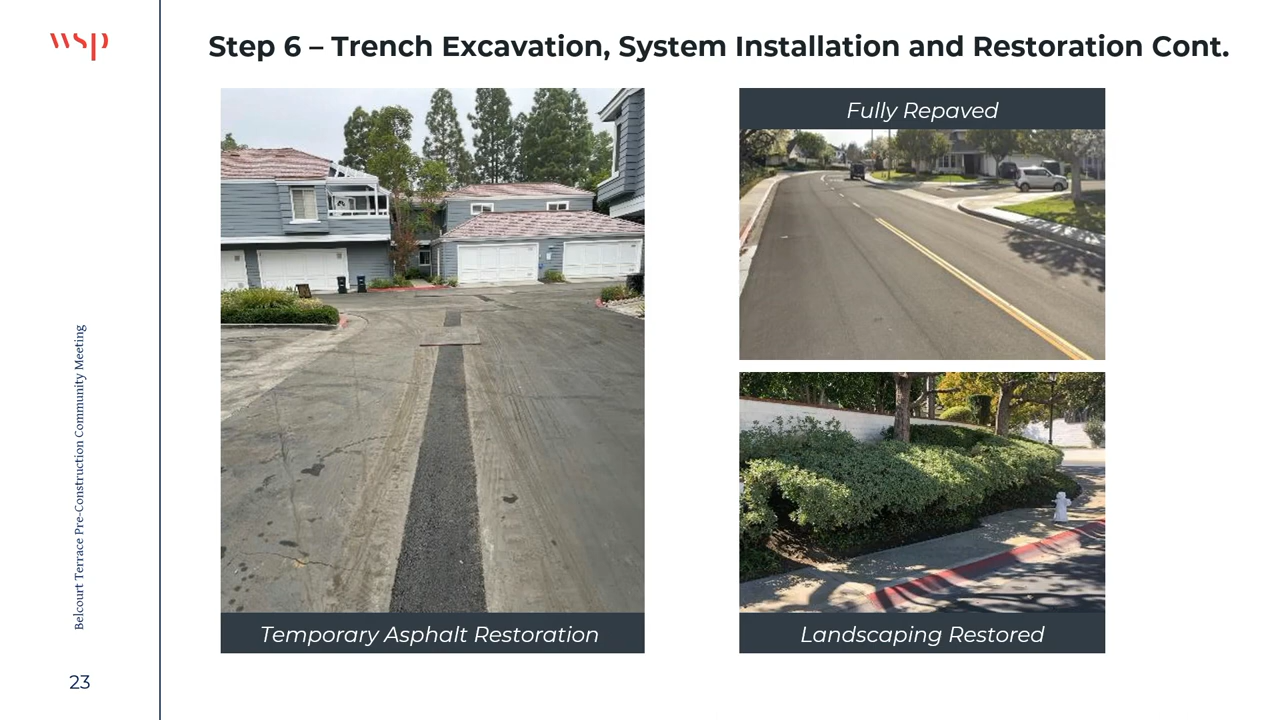 wsp
Step 6 – Trench Excavation, System Installation and Restoration Cont.
Fully Repaved
Temporary Asphalt Restoration
Landscaping Restored
Belcourt Terrace Pre-Construction Community Meeting
23